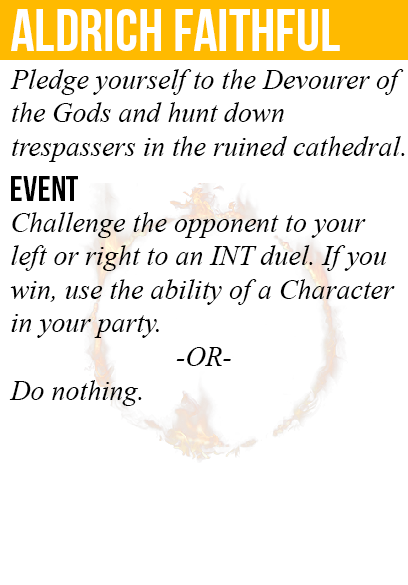 ALDRICH FAITHFUL
Pledge yourself to the Devourer of
the Gods and hunt down
trespassers in the ruined cathedral.
EVENT
Challenge the opponent to your
left or right to an INT duel. If you
win, use the ability of a Character
in your party.
-OR-
Do nothing.